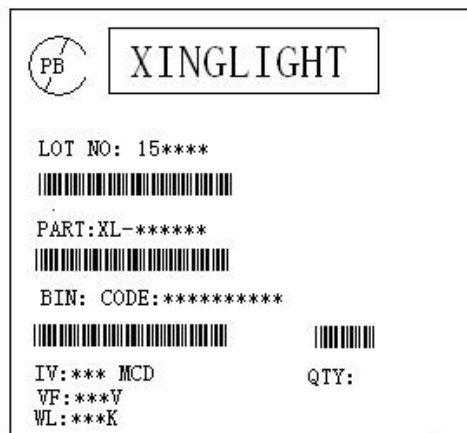 PB
XINGLIGHT
LOT NO: 15****
PART:XL-******
BIN: CODE:**********
IV:*** MCD QTY:
VF:***V
WL:***K